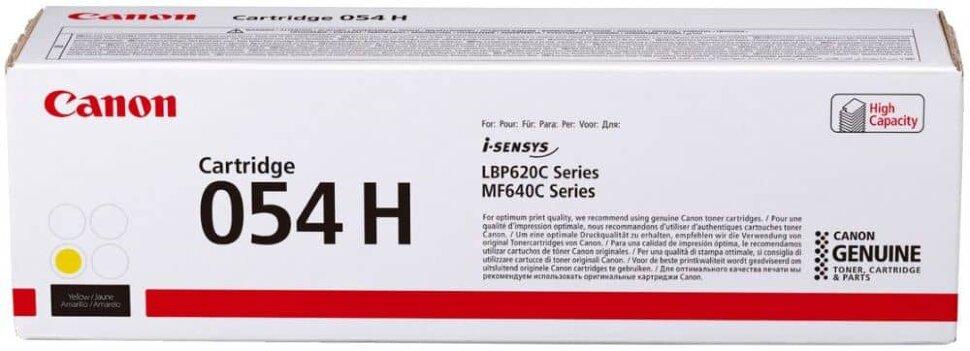 Canon Cartridge 054 H
Canon
High
Capacity
For: Pour: Für: Para: Per: Voor: Для:
i-SENSYS
Cartridge
054 H
LBP620C Series
MF640C Series
For optimum print quality, we recommend using genuine Canon toner cartridges. / Pour une
qualité d'impression optimale, nous recommandons d'utiliser d'authentiques cartouches toner
Canon. / Um eine optimale Druckqualität zu erhalten, empfehlen wir die Verwendung von
original Tonercartridges von Canon. / Para una calidad de impresión óptima, le recomendamos
utilizar cartuchos de toner Canon originales. / Per una qualità di stampa ottimale, si consiglia di
utilizzare cartucce di toner originali Canon. / Voor de beste printkwaliteit wordt geadviseerd om
uitsluitend originele Canon cartridges te gebruiken. / Для оптимального качества печати мы
рекомендуем использовать оригинальные картриджи Canon.
CANON
GENUINE
TONER, CARTRIDGE
& PARTS
Yellow / Jaune
Amarillo / Amarelo